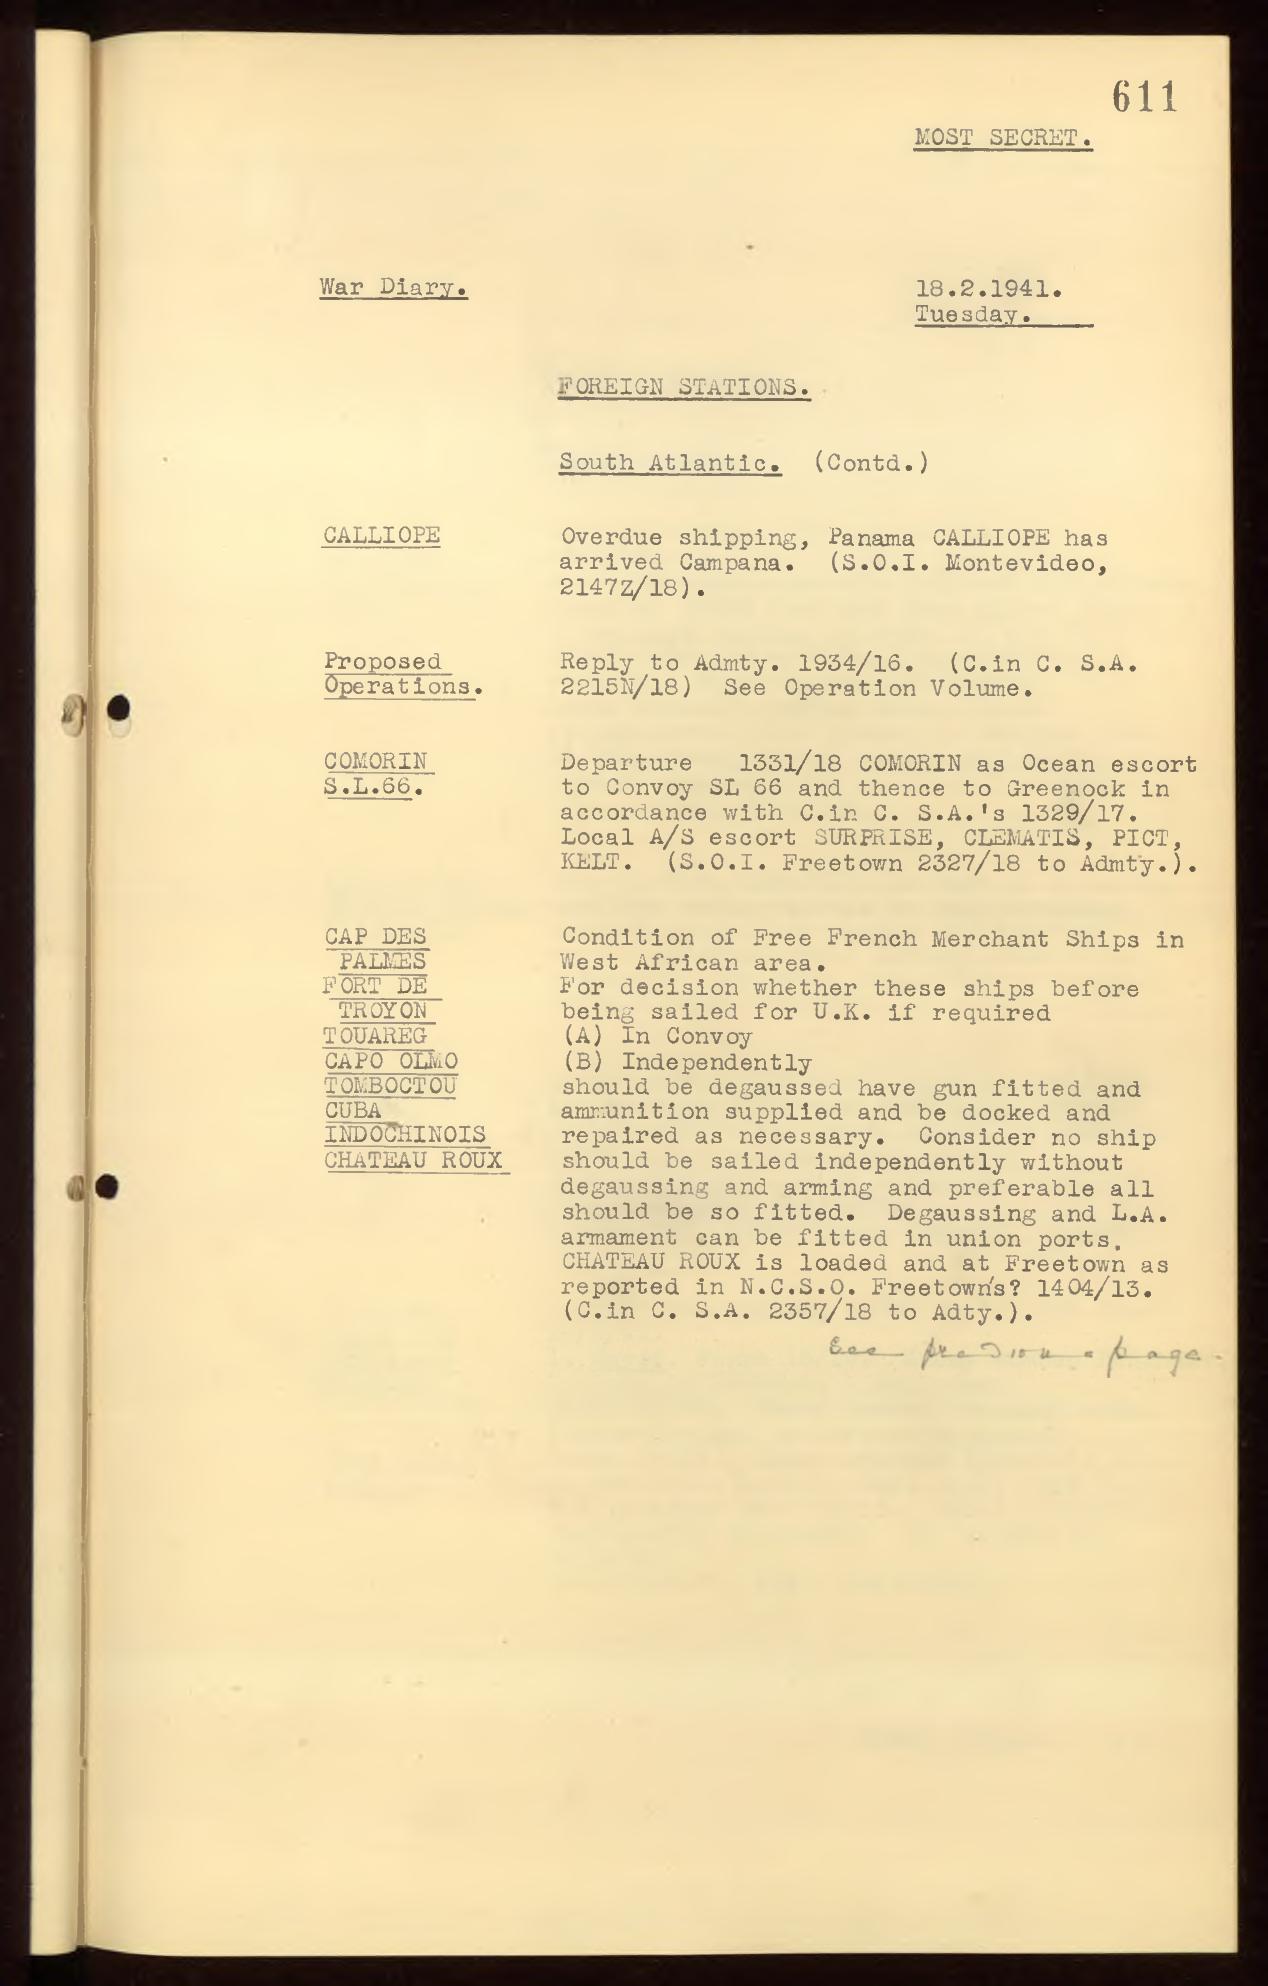 611
MOST SECRET.
War Diary.
18.2.1941.
Tuesday.
FOREIGN STATIONS.
South Atlantic. (Contd.)
CALLIOPE
Overdue shipping, Panama CALLIOPE has
arrived Campana. (S.O.I. Montevideo,
2147Z/18).
Proposed
Operations.
Reply to Admty. 1934/16. (C.in C. S.A.
2215N/18) See Operation Volume.
COMORIN
S.L.66.
Departure 1331/18 COMORIN as Ocean escort
to Convoy SL 66 and thence to Greenock in
accordance with C.in C. S.A.'s 1329/17.
Local A/S escort SURPRISE, CLEMATIS, PICT,
KELT. (S.O.I. Freetown 2327/18 to Admty.).
CAP DES
PALMES
FORT DE
TROYON
TOUAREG
CAPO OLMO
TOMBOCTOU
CUBA
INDOCHINOIS
CHATEAU ROUX
Condition of Free French Merchant Ships in
West African area.
For decision whether these ships before
being sailed for U.K. if required
(A) In Convoy
(B) Independently
should be degaussed have gun fitted and
ammunition supplied and be docked and
repaired as necessary. Consider no ship
should be sailed independently without
degaussing and arming and preferable all
should be so fitted. Degaussing and L.A.
armament can be fitted in union ports.
CHATEAU ROUX is loaded and at Freetown as
reported in N.C.S.O. Freetown's? 1404/13.
(C.in C. S.A. 2357/18 to Adty.).
See previous page.